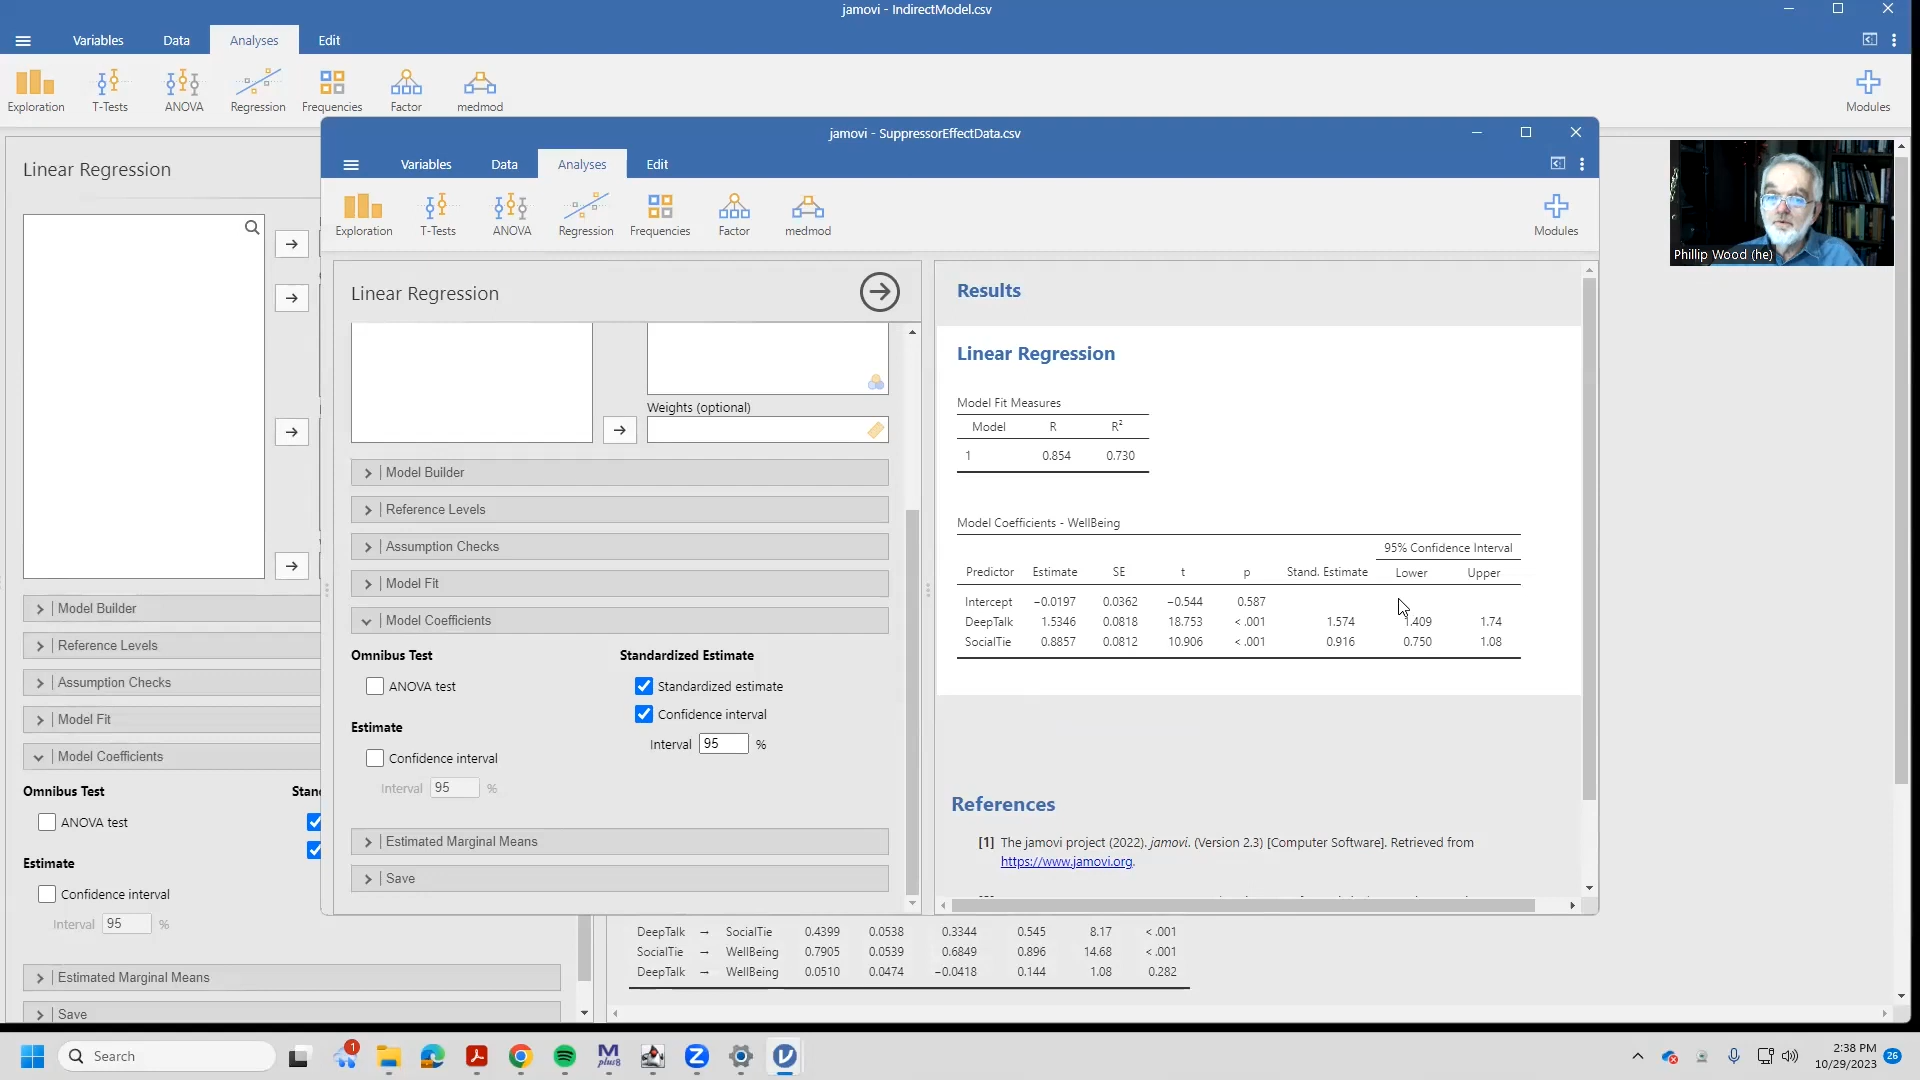 jamovi - IndirectModel.csv
Variables Data Analyses Edit
Exploration T-Tests ANOVA Regression Frequencies Factor medmod Modules
Linear Regression
Model Builder
Reference Levels
Assumption Checks
Model Fit
Model Coefficients
Omnibus Test
ANOVA test
Estimate
Confidence interval
Interval 95 %
Estimated Marginal Means
Save
jamovi - SuppressorEffectData.csv
Variables Data Analyses Edit
Exploration T-Tests ANOVA Regression Frequencies Factor medmod Modules
Linear Regression
Weights (optional)
Model Builder
Reference Levels
Assumption Checks
Model Fit
Model Coefficients
Omnibus Test Standardized Estimate
ANOVA test Standardized estimate
Estimate Confidence interval
Confidence interval Interval 95 %
Interval 95 %
Estimated Marginal Means
Save
Results
Linear Regression
Model Fit Measures
Model R R²
1 0.854 0.730
Model Coefficients - WellBeing
95% Confidence Interval
Predictor Estimate SE t p Stand. Estimate Lower Upper
Intercept −0.0197 0.0362 −0.544 0.587
DeepTalk 1.5346 0.0818 18.753 < .001 1.574 1.409 1.74
SocialTie 0.8857 0.0812 10.906 < .001 0.916 0.750 1.08
References
[1] The jamovi project (2022). jamovi. (Version 2.3) [Computer Software]. Retrieved from
https://www.jamovi.org.
DeepTalk → SocialTie 0.4399 0.0538 0.3344 0.545 8.17 < .001
SocialTie → WellBeing 0.7905 0.0539 0.6849 0.896 14.68 < .001
DeepTalk → WellBeing 0.0510 0.0474 −0.0418 0.144 1.08 0.282
Phillip Wood (he)
Search
1
M
plus8
2:38 PM
10/29/2023
26